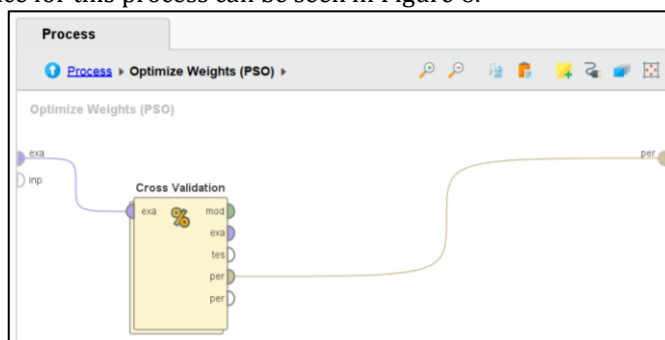 ce for this process can be seen in Figure 6.
Process
Process ▸ Optimize Weights (PSO) ▸
Optimize Weights (PSO)
exa
per
inp
Cross Validation
exa
%
mod
exa
tes
per
per